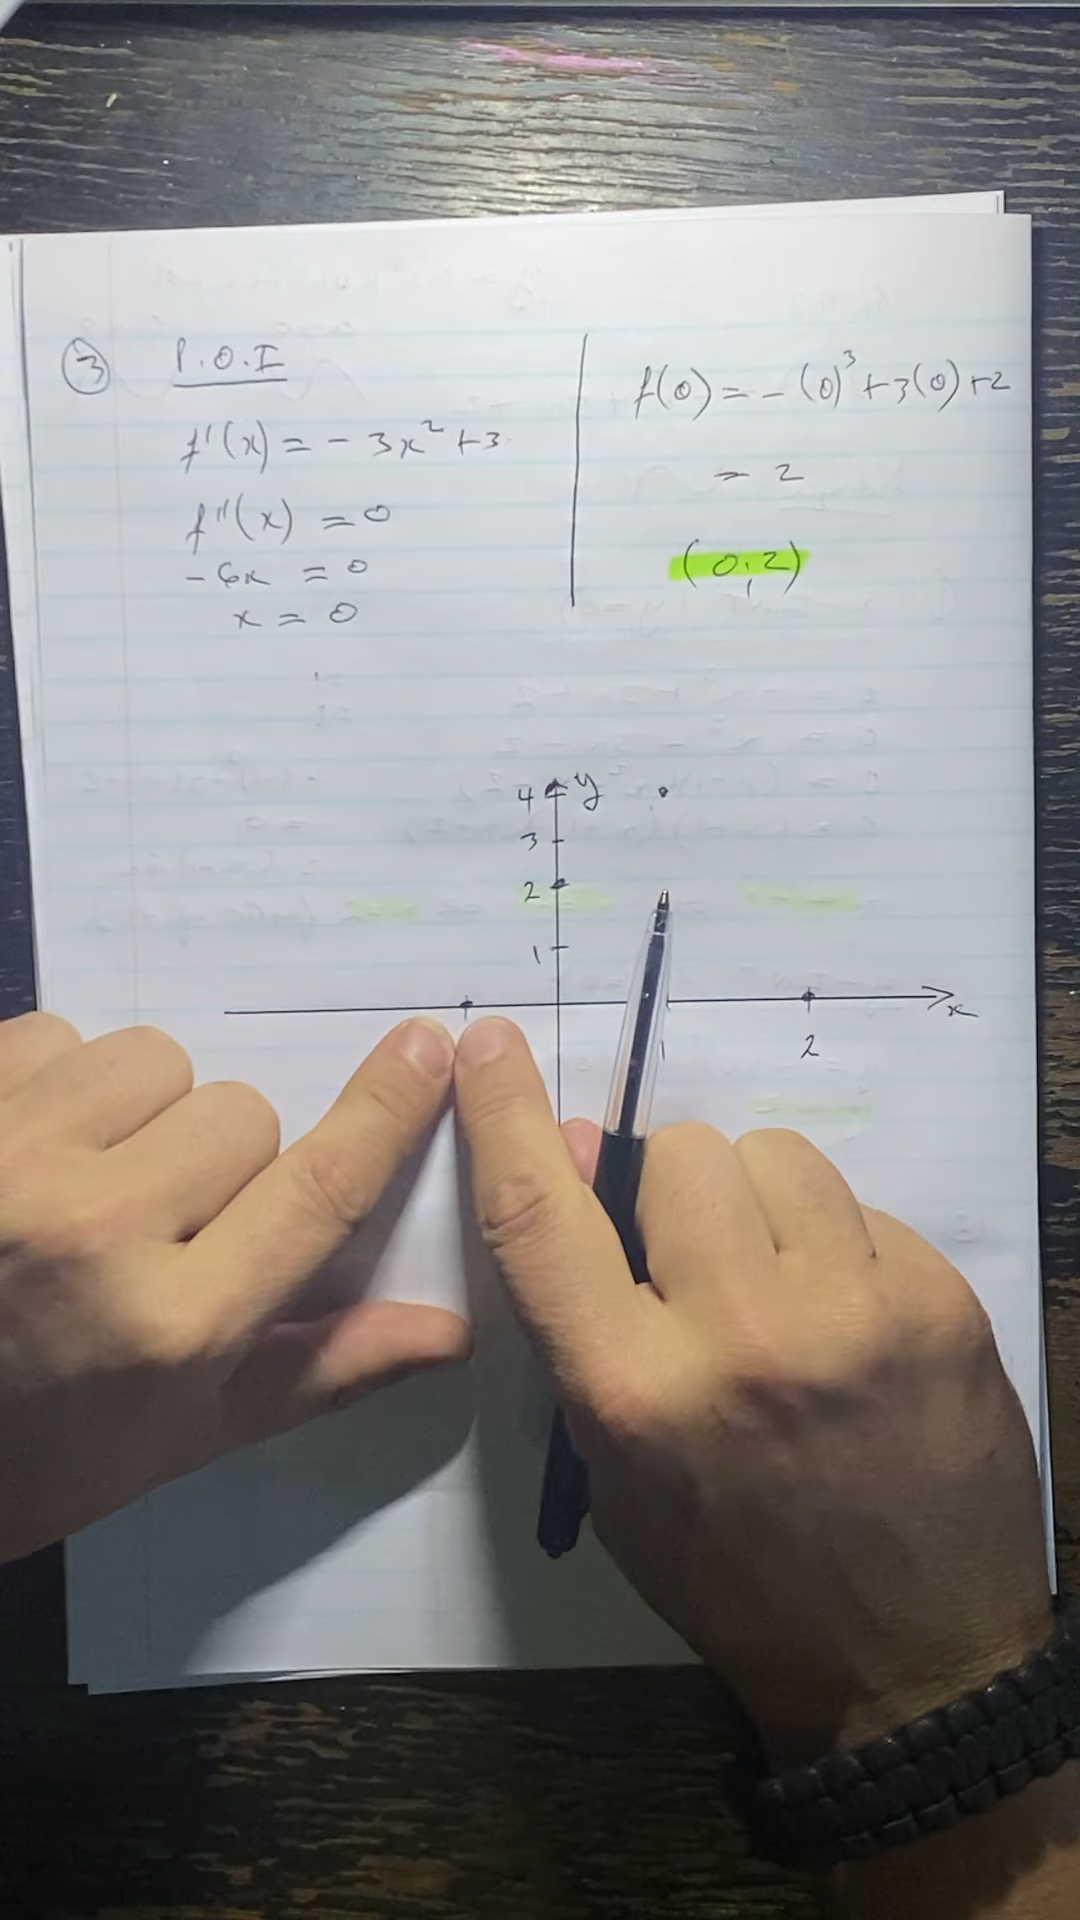 3 P.O.I
f'(x) = - 3x² + 3
f''(x) = 0
- 6x = 0
x = 0
f(0) = - (0)³ + 3(0) + 2
= 2
(0,2)
y
4
3
2
1
x
1
2